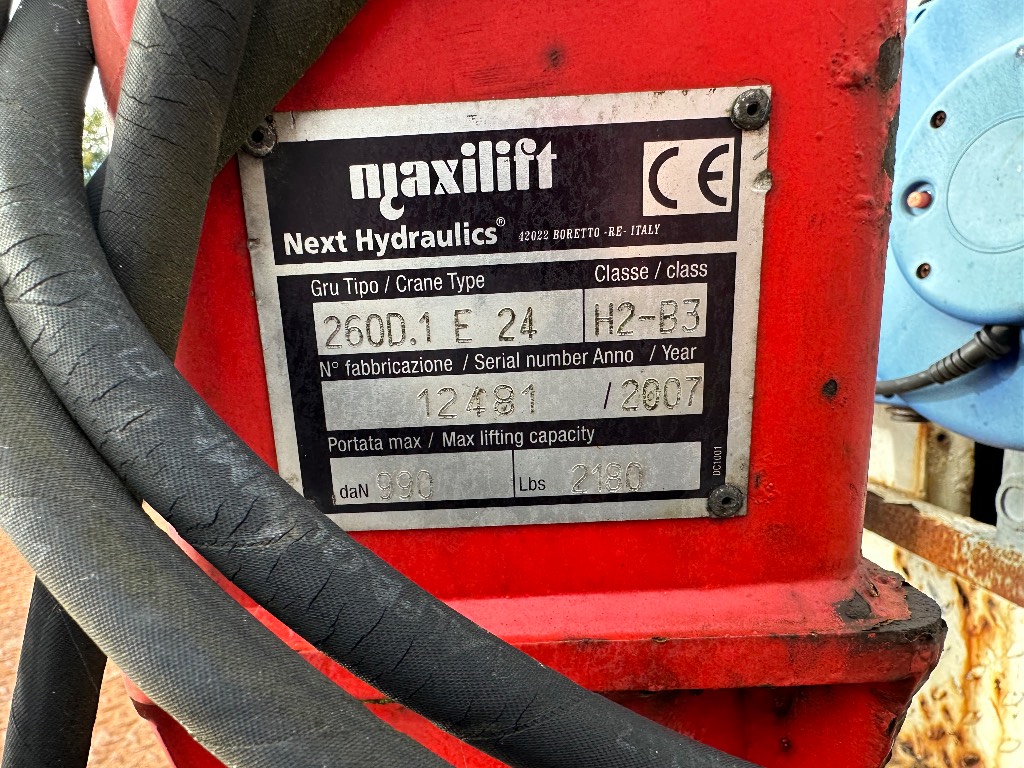 maxilift
CE
Next Hydraulics® 42022 BORETTO -RE- ITALY
Gru Tipo / Crane Type Classe / class
260D.1 E 24 H2-B3
N° fabbricazione / Serial number Anno / Year
12481 / 2007
Portata max / Max lifting capacity
daN 990 Lbs 2180
DC1001